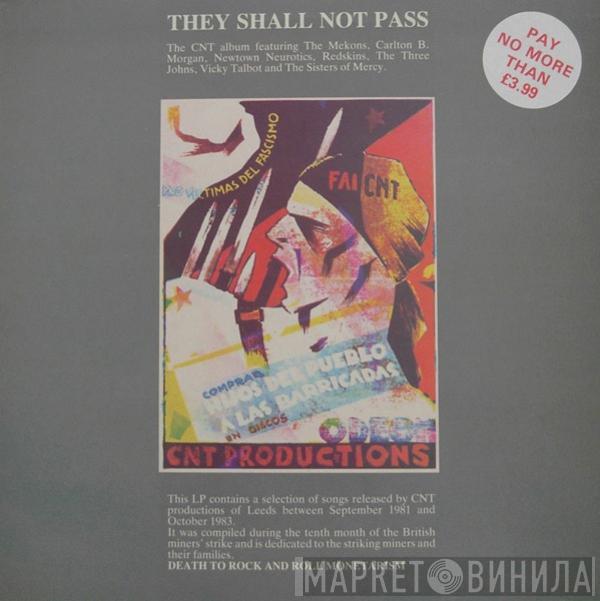 THEY SHALL NOT PASS
The CNT album featuring The Mekons, Carlton B.
Morgan, Newtown Neurotics, Redskins, The Three
Johns, Vicky Talbot and The Sisters of Mercy.
PAY
NO MORE
THAN
£3.99
VICTIMAS DEL FASCISMO
FAI CNT
COMPRAD
HIJOS DEL PUEBLO
A LAS BARRICADAS
EN DISCOS
ODEON
CNT PRODUCTIONS
This LP contains a selection of songs released by CNT
productions of Leeds between September 1981 and
October 1983.
It was compiled during the tenth month of the British
miners' strike and is dedicated to the striking miners and
their families.
DEATH TO ROCK AND ROLL MONETARISM
МАРКЕТ ВИНИЛА